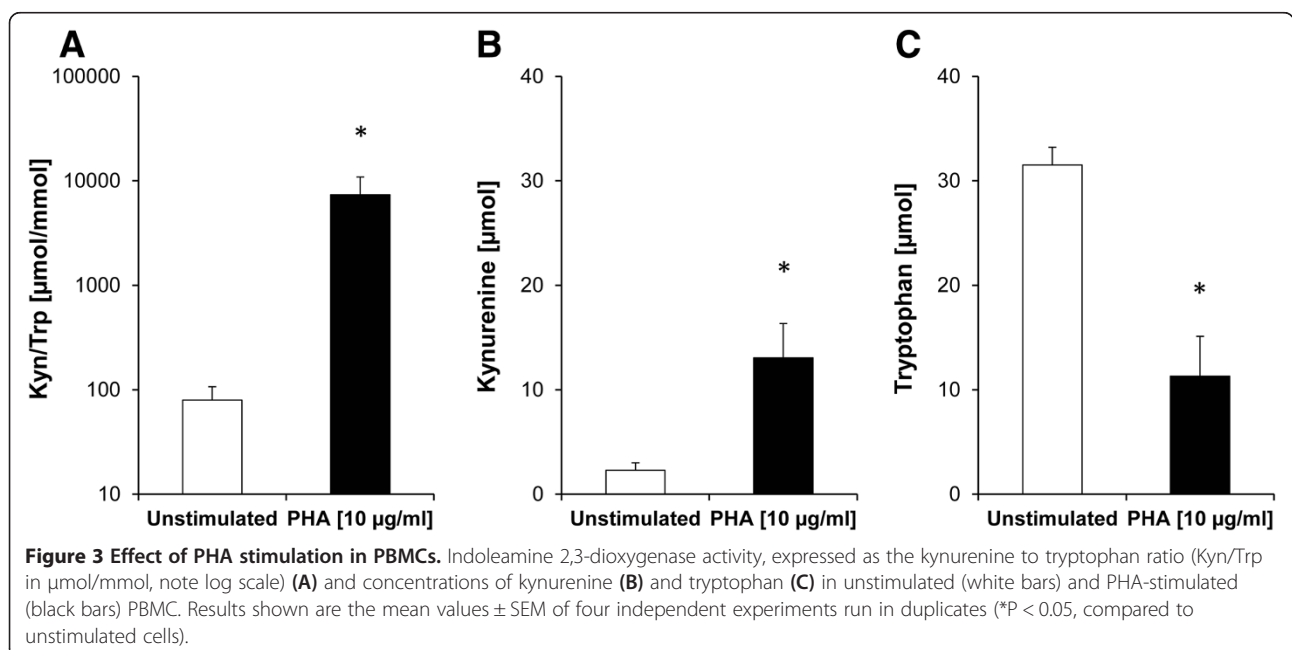 A
B
C
Kyn/Trp [µmol/mmol]
100000
10000
1000
100
10
*
Unstimulated PHA [10 µg/ml]
Kynurenine [µmol]
40
30
20
10
0
*
Unstimulated PHA [10 µg/ml]
Tryptophan [µmol]
40
30
20
10
0
*
Unstimulated PHA [10 µg/ml]
Figure 3 Effect of PHA stimulation in PBMCs. Indoleamine 2,3-dioxygenase activity, expressed as the kynurenine to tryptophan ratio (Kyn/Trp
in µmol/mmol, note log scale) (A) and concentrations of kynurenine (B) and tryptophan (C) in unstimulated (white bars) and PHA-stimulated
(black bars) PBMC. Results shown are the mean values ± SEM of four independent experiments run in duplicates (*P < 0.05, compared to
unstimulated cells).